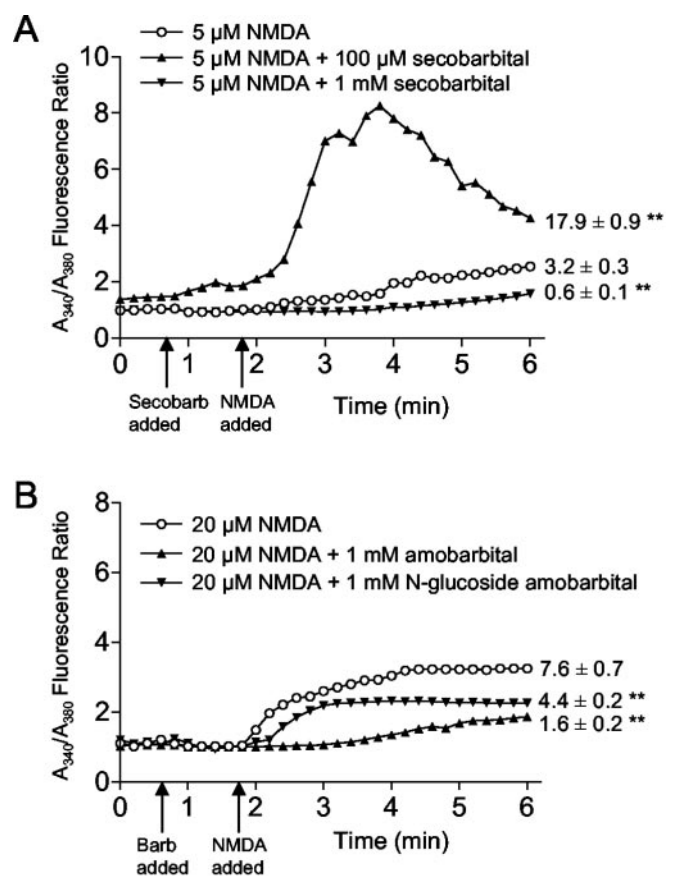 A
5 µM NMDA
5 µM NMDA + 100 µM secobarbital
5 µM NMDA + 1 mM secobarbital
A340/A380 Fluorescence Ratio
10
8
6
4
2
0
17.9 ± 0.9 **
3.2 ± 0.3
0.6 ± 0.1 **
0 1 2 3 4 5 6
Secobarb added
NMDA added
Time (min)
B
20 µM NMDA
20 µM NMDA + 1 mM amobarbital
20 µM NMDA + 1 mM N-glucoside amobarbital
A340/A380 Fluorescence Ratio
8
6
4
2
0
7.6 ± 0.7
4.4 ± 0.2 **
1.6 ± 0.2 **
0 1 2 3 4 5 6
Barb added
NMDA added
Time (min)